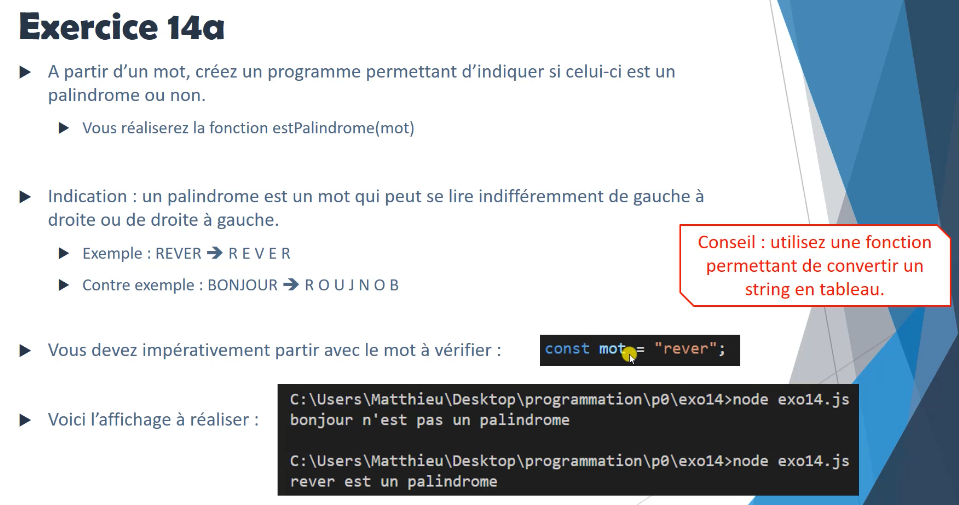 Exercice 14a
A partir d'un mot, créez un programme permettant d'indiquer si celui-ci est un
palindrome ou non.
Vous réaliserez la fonction estPalindrome(mot)
Indication : un palindrome est un mot qui peut se lire indifféremment de gauche à
droite ou de droite à gauche.
Exemple : REVER → R E V E R
Contre exemple : BONJOUR → R O U J N O B
Conseil : utilisez une fonction
permettant de convertir un
string en tableau.
Vous devez impérativement partir avec le mot à vérifier :
const mot = "rever";
Voici l'affichage à réaliser :
C:\Users\Matthieu\Desktop\programmation\p0\exo14>node exo14.js
bonjour n'est pas un palindrome
C:\Users\Matthieu\Desktop\programmation\p0\exo14>node exo14.js
rever est un palindrome